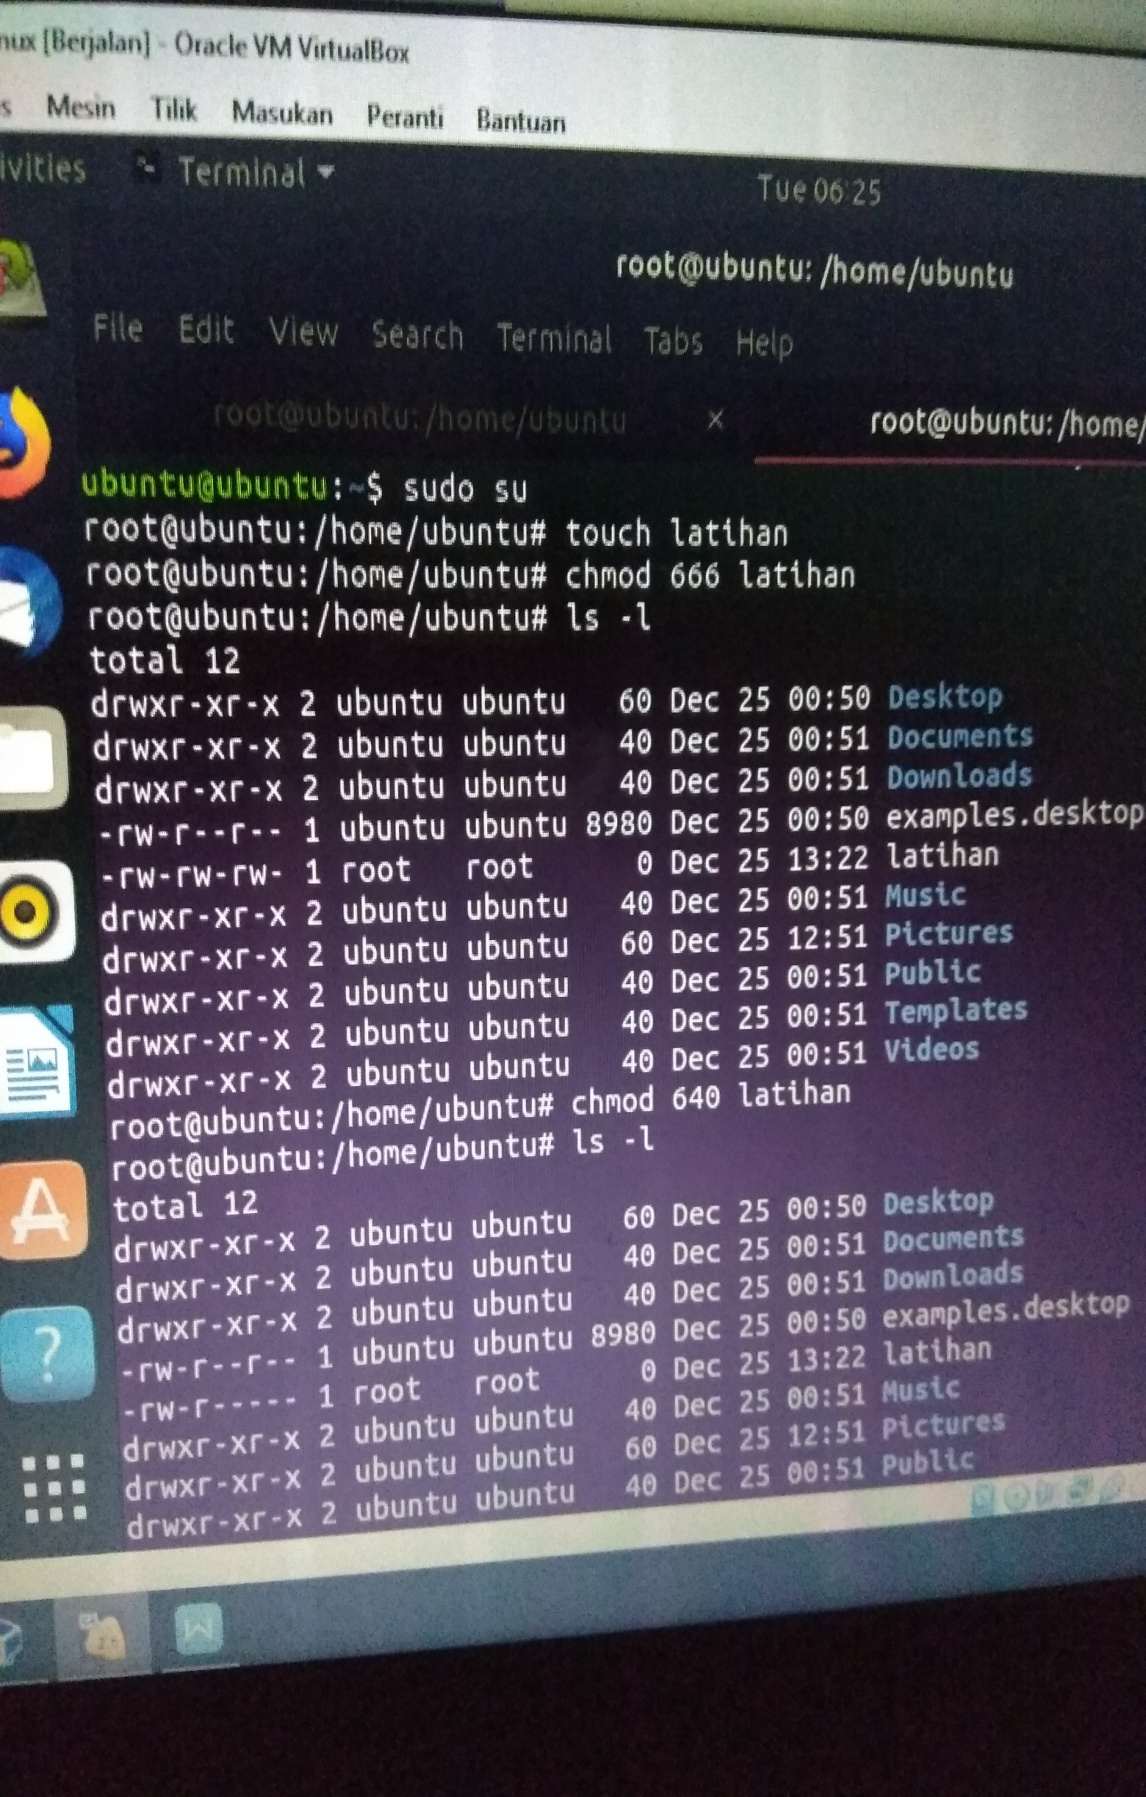 [Berjalan] - Oracle VM VirtualBox
Mesin Tilik Masukan Peranti Bantuan
Terminal Tue 06:25
root@ubuntu: /home/ubuntu
File Edit View Search Terminal Tabs Help
root@ubuntu: /home/ubuntu × root@ubuntu: /home/
ubuntu@ubuntu:~$ sudo su
root@ubuntu:/home/ubuntu# touch latihan
root@ubuntu:/home/ubuntu# chmod 666 latihan
root@ubuntu:/home/ubuntu# ls -l
total 12
drwxr-xr-x 2 ubuntu ubuntu 60 Dec 25 00:50 Desktop
drwxr-xr-x 2 ubuntu ubuntu 40 Dec 25 00:51 Documents
drwxr-xr-x 2 ubuntu ubuntu 40 Dec 25 00:51 Downloads
-rw-r--r-- 1 ubuntu ubuntu 8980 Dec 25 00:50 examples.desktop
-rw-rw-rw- 1 root root 0 Dec 25 13:22 latihan
drwxr-xr-x 2 ubuntu ubuntu 40 Dec 25 00:51 Music
drwxr-xr-x 2 ubuntu ubuntu 60 Dec 25 12:51 Pictures
drwxr-xr-x 2 ubuntu ubuntu 40 Dec 25 00:51 Public
drwxr-xr-x 2 ubuntu ubuntu 40 Dec 25 00:51 Templates
drwxr-xr-x 2 ubuntu ubuntu 40 Dec 25 00:51 Videos
root@ubuntu:/home/ubuntu# chmod 640 latihan
root@ubuntu:/home/ubuntu# ls -l
total 12
drwxr-xr-x 2 ubuntu ubuntu 60 Dec 25 00:50 Desktop
drwxr-xr-x 2 ubuntu ubuntu 40 Dec 25 00:51 Documents
drwxr-xr-x 2 ubuntu ubuntu 40 Dec 25 00:51 Downloads
-rw-r--r-- 1 ubuntu ubuntu 8980 Dec 25 00:50 examples.desktop
-rw-r----- 1 root root 0 Dec 25 13:22 latihan
drwxr-xr-x 2 ubuntu ubuntu 40 Dec 25 00:51 Music
drwxr-xr-x 2 ubuntu ubuntu 60 Dec 25 12:51 Pictures
drwxr-xr-x 2 ubuntu ubuntu 40 Dec 25 00:51 Public